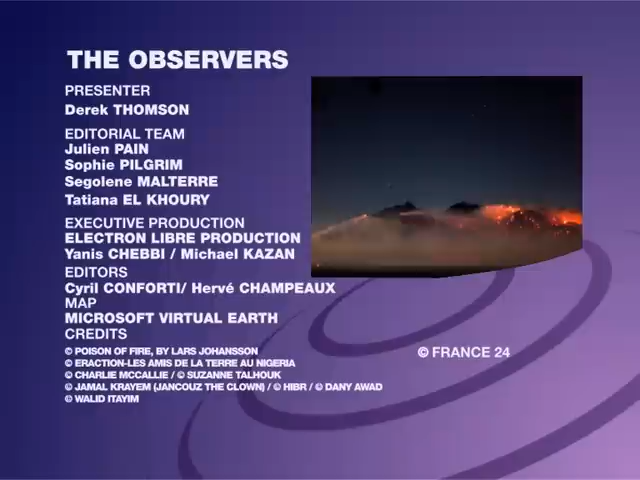 THE OBSERVERS
PRESENTER
Derek THOMSON
EDITORIAL TEAM
Julien PAIN
Sophie PILGRIM
Segolene MALTERRE
Tatiana EL KHOURY
EXECUTIVE PRODUCTION
ELECTRON LIBRE PRODUCTION
Yanis CHEBBI / Michael KAZAN
EDITORS
Cyril CONFORTI/ Hervé CHAMPEAUX
MAP
MICROSOFT VIRTUAL EARTH
CREDITS
© POISON OF FIRE, BY LARS JOHANSSON
© ERACTION-LES AMIS DE LA TERRE AU NIGERIA
© CHARLIE MCCALLIE / © SUZANNE TALHOUK
© JAMAL KRAYEM (JANCOUZ THE CLOWN) / © HIBR / © DANY AWAD
© WALID ITAYIM
© FRANCE 24